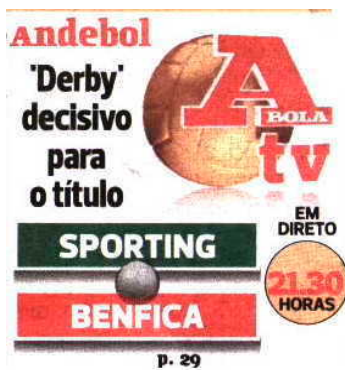 Andebol
'Derby'
decisivo
para
o título
A
BOLA
tv
EM
DIRETO
21.30
HORAS
SPORTING
BENFICA
p. 29